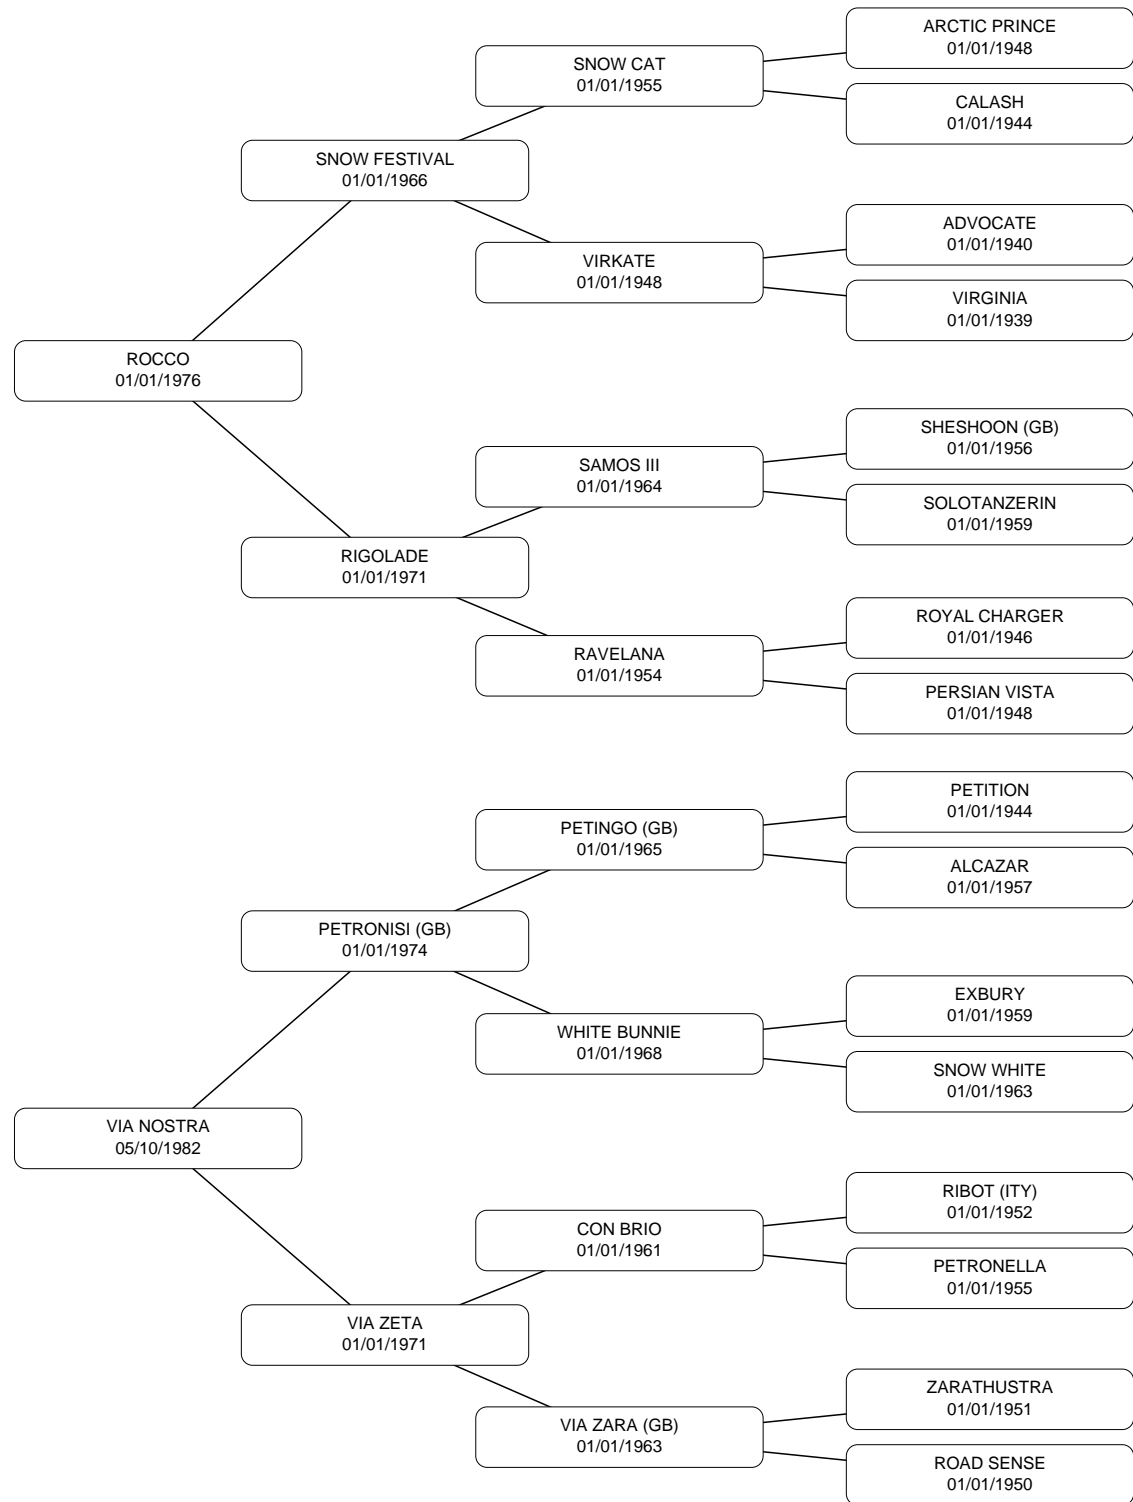 ARCTIC PRINCE
01/01/1948
SNOW CAT
01/01/1955
CALASH
01/01/1944
SNOW FESTIVAL
01/01/1966
ADVOCATE
01/01/1940
VIRKATE
01/01/1948
VIRGINIA
01/01/1939
ROCCO
01/01/1976
SHESHOON (GB)
01/01/1956
SAMOS III
01/01/1964
SOLOTANZERIN
01/01/1959
RIGOLADE
01/01/1971
ROYAL CHARGER
01/01/1946
RAVELANA
01/01/1954
PERSIAN VISTA
01/01/1948
PETITION
01/01/1944
PETINGO (GB)
01/01/1965
ALCAZAR
01/01/1957
PETRONISI (GB)
01/01/1974
EXBURY
01/01/1959
WHITE BUNNIE
01/01/1968
SNOW WHITE
01/01/1963
VIA NOSTRA
05/10/1982
RIBOT (ITY)
01/01/1952
CON BRIO
01/01/1961
PETRONELLA
01/01/1955
VIA ZETA
01/01/1971
ZARATHUSTRA
01/01/1951
VIA ZARA (GB)
01/01/1963
ROAD SENSE
01/01/1950